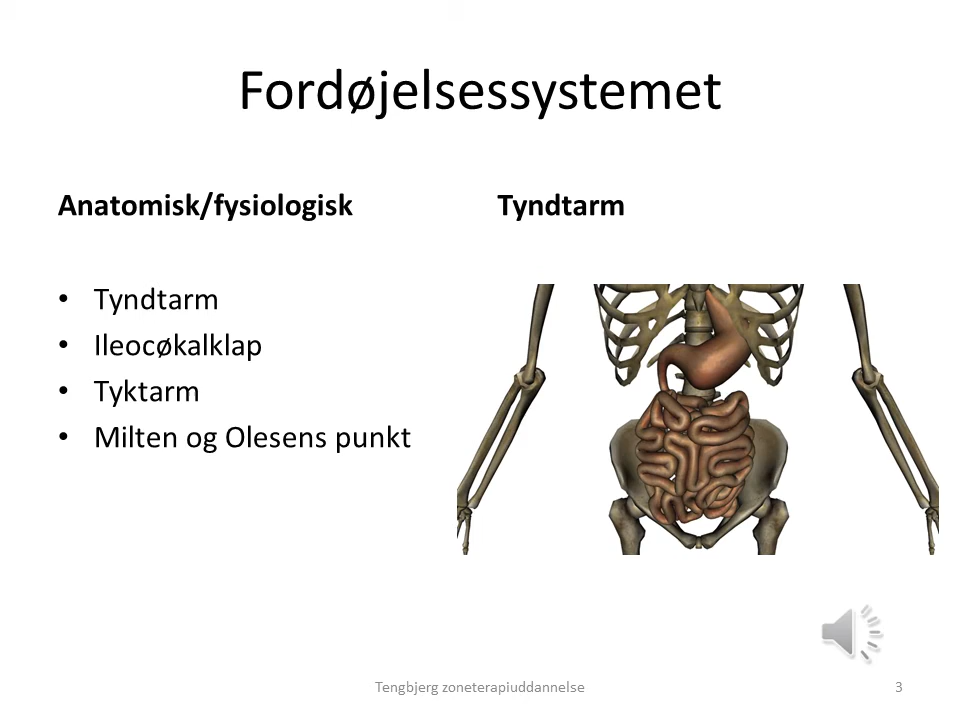 Fordøjelsessystemet
Anatomisk/fysiologisk
Tyndtarm
• Tyndtarm
• Ileocøkalklap
• Tyktarm
• Milten og Olesens punkt
Tengbjerg zoneterapiuddannelse
3